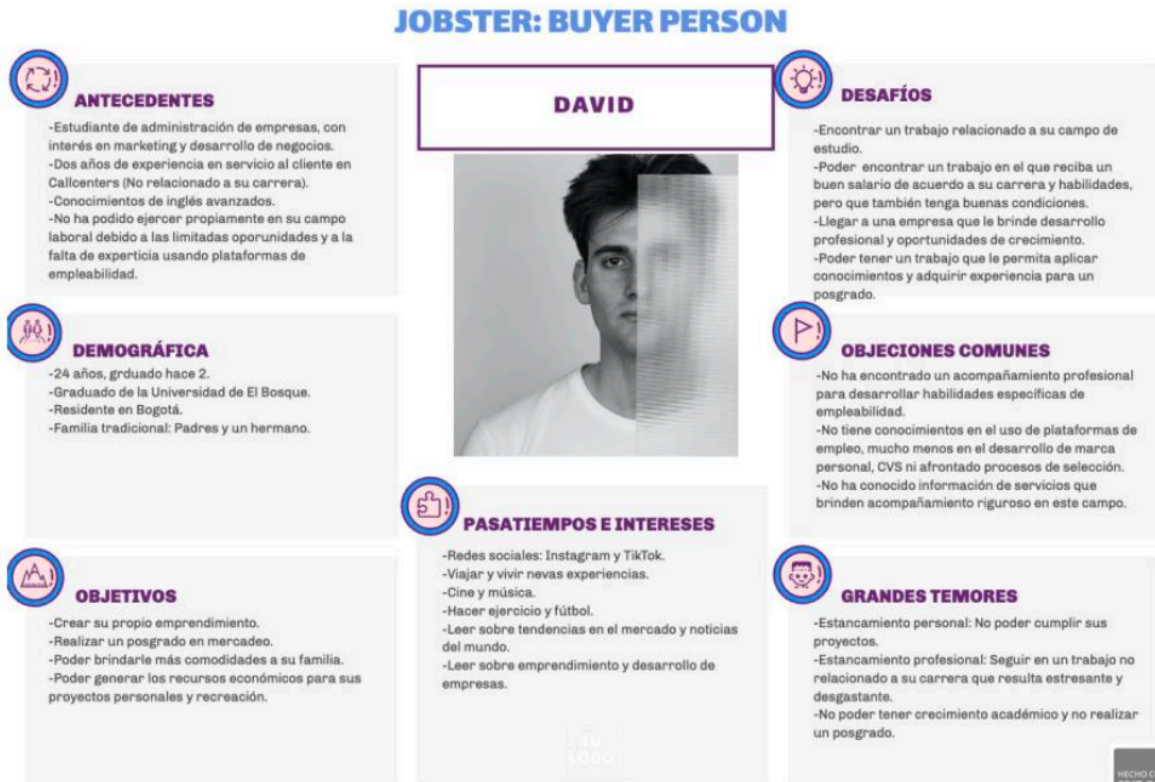 JOBSTER: BUYER PERSON
ANTECEDENTES
-Estudiante de administración de empresas, con
interés en marketing y desarrollo de negocios.
-Dos años de experiencia en servicio al cliente en
Callcenters (No relacionado a su carrera).
-Conocimientos de inglés avanzados.
-No ha podido ejercer propiamente en su campo
laboral debido a las limitadas oporunidades y a la
falta de experticia usando plataformas de
empleabilidad.
DEMOGRÁFICA
-24 años, grduado hace 2.
-Graduado de la Universidad de El Bosque.
-Residente en Bogotá.
-Familia tradicional: Padres y un hermano.
OBJETIVOS
-Crear su propio emprendimiento.
-Realizar un posgrado en mercadeo.
-Poder brindarle más comodidades a su familia.
-Poder generar los recursos económicos para sus
proyectos personales y recreación.
DAVID
PASATIEMPOS E INTERESES
-Redes sociales: Instagram y TikTok.
-Viajar y vivir nevas experiencias.
-Cine y música.
-Hacer ejercicio y fútbol.
-Leer sobre tendencias en el mercado y noticias
del mundo.
-Leer sobre emprendimiento y desarrollo de
empresas.
TU
LOGO
DESAFÍOS
-Encontrar un trabajo relacionado a su campo de
estudio.
-Poder encontrar un trabajo en el que reciba un
buen salario de acuerdo a su carrera y habilidades,
pero que también tenga buenas condiciones.
-Llegar a una empresa que le brinde desarrollo
profesional y oportunidades de crecimiento.
-Poder tener un trabajo que le permita aplicar
conocimientos y adquirir experiencia para un
posgrado.
OBJECIONES COMUNES
-No ha encontrado un acompañamiento profesional
para desarrollar habilidades específicas de
empleabilidad.
-No tiene conocimientos en el uso de plataformas de
empleo, mucho menos en el desarrollo de marca
personal, CVS ni afrontado procesos de selección.
-No ha conocido información de servicios que
brinden acompañamiento riguroso en este campo.
GRANDES TEMORES
-Estancamiento personal: No poder cumplir sus
proyectos.
-Estancamiento profesional: Seguir en un trabajo no
relacionado a su carrera que resulta estresante y
desgastante.
-No poder tener crecimiento académico y no realizar
un posgrado.
HECHO C